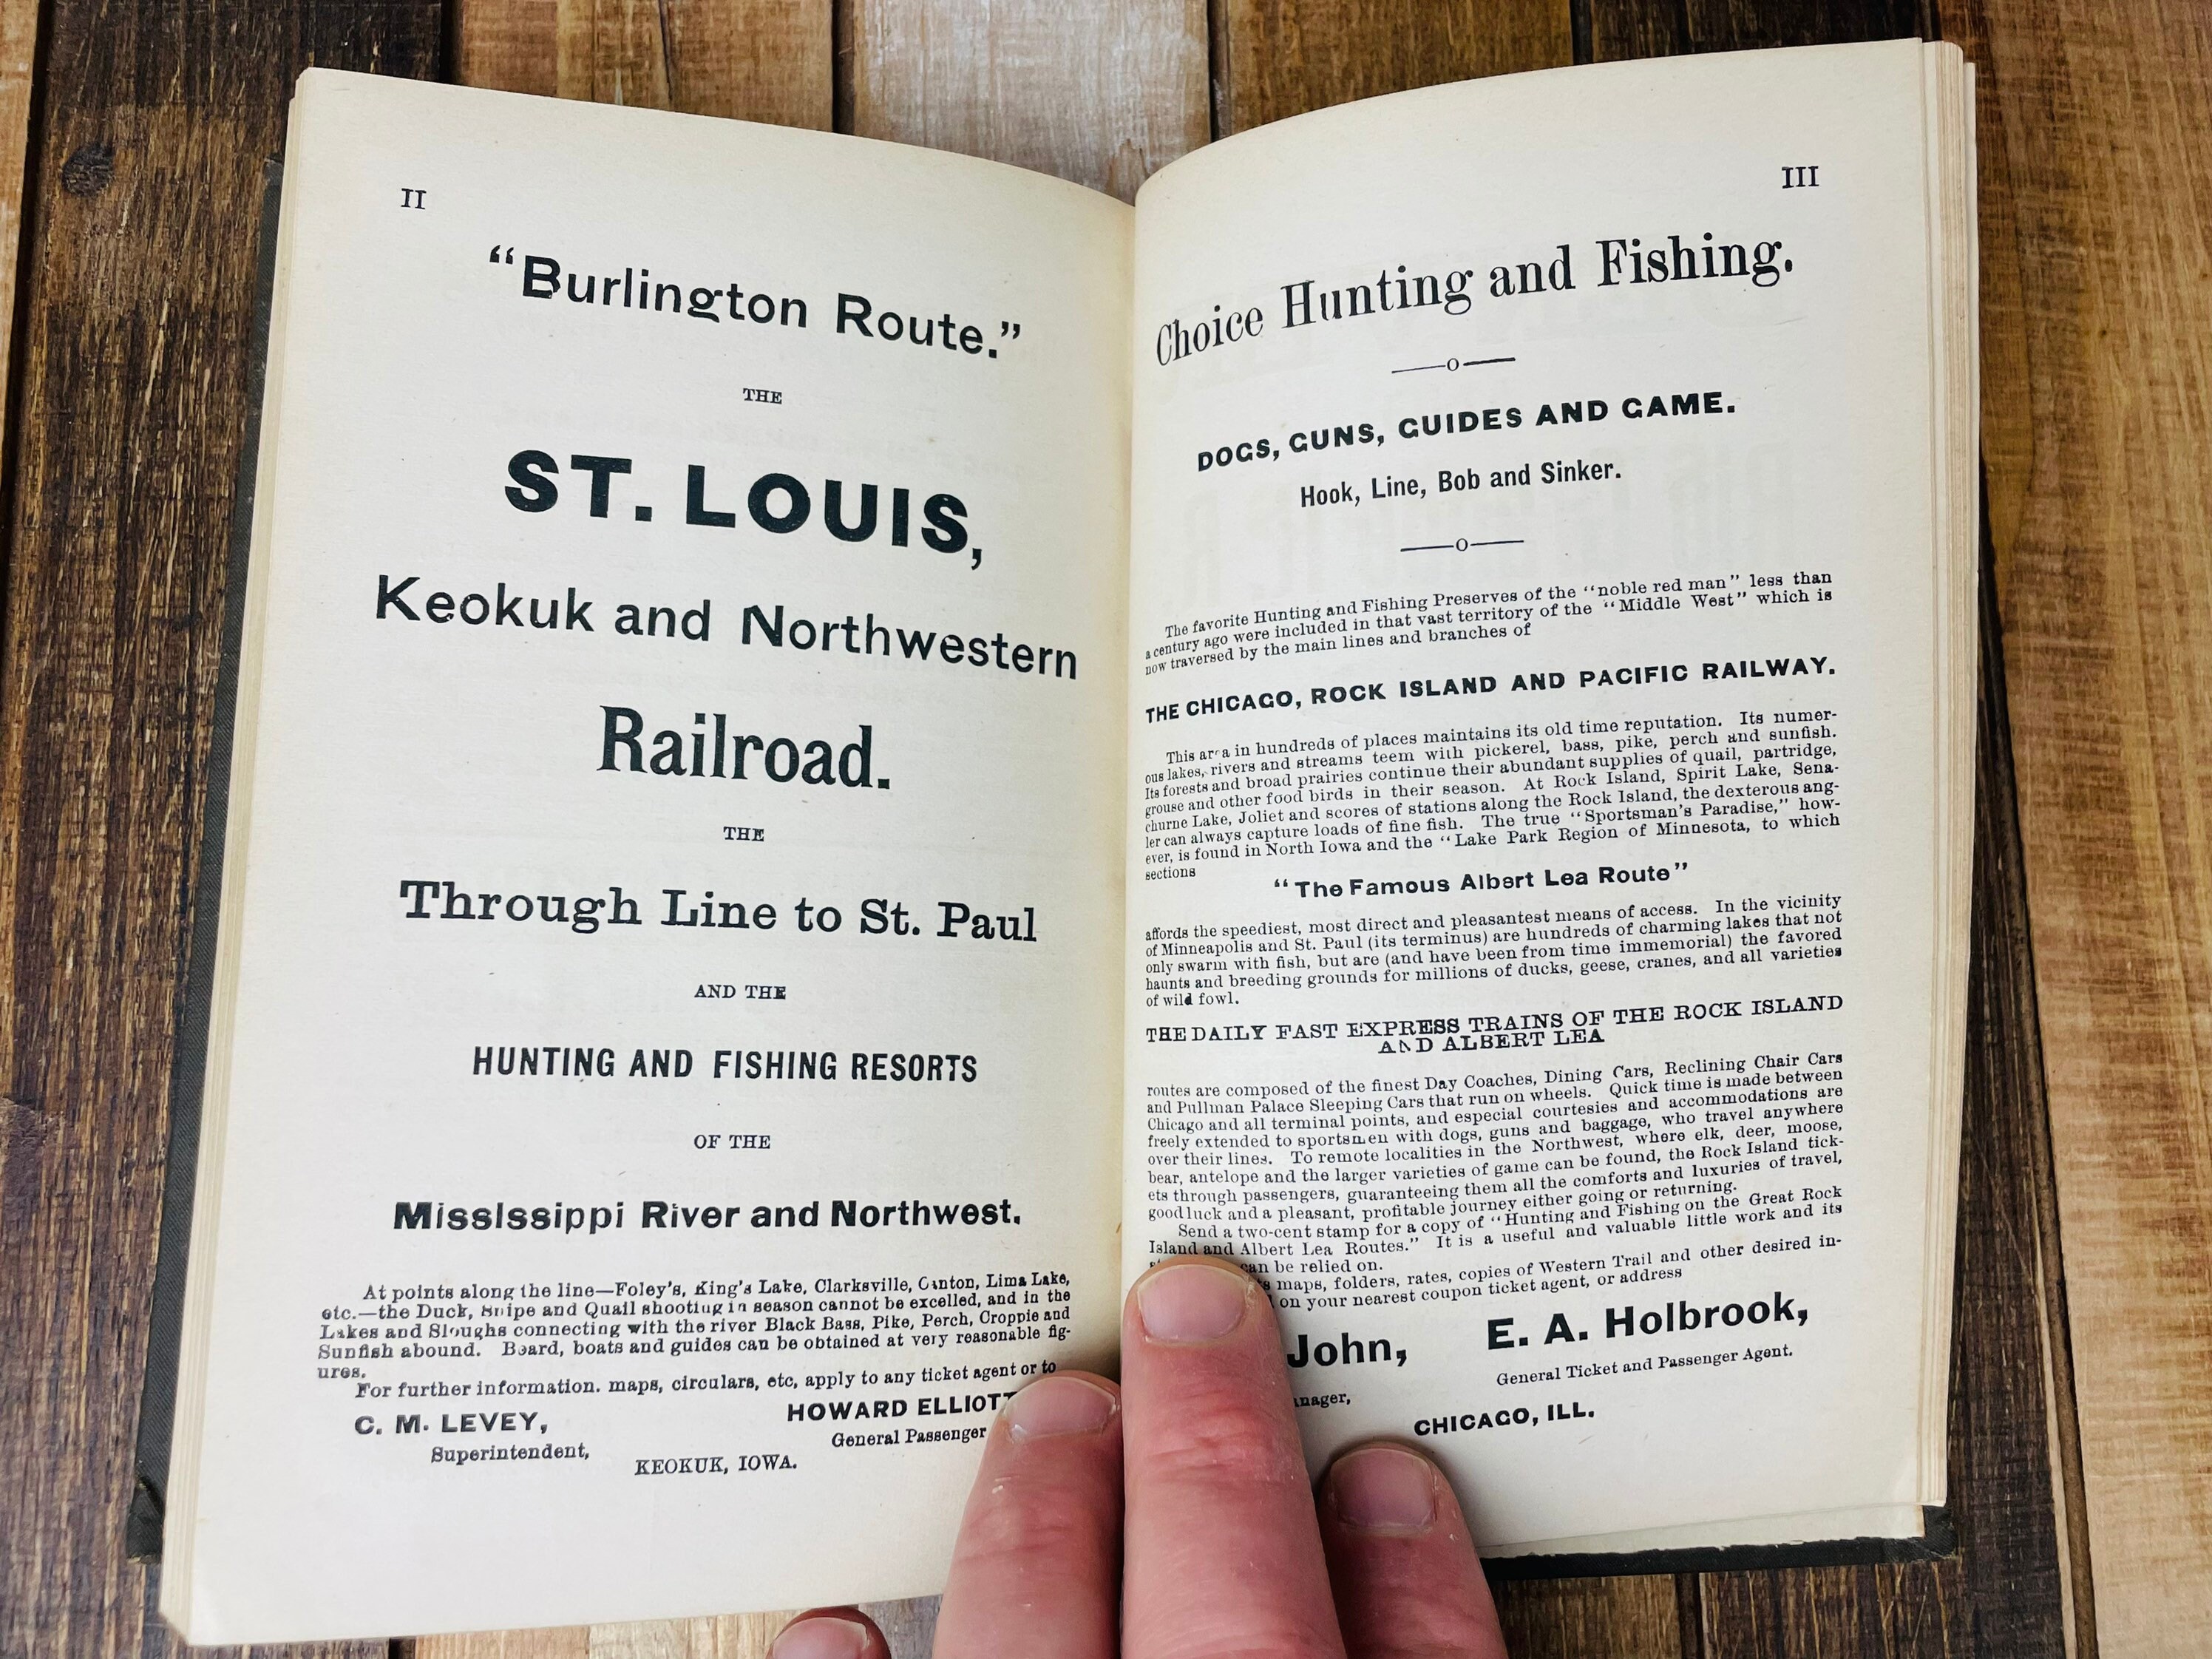 II
“Burlington Route.”
THE
ST. LOUIS,
Keokuk and Northwestern
Railroad.
THE
Through Line to St. Paul
AND THE
HUNTING AND FISHING RESORTS
OF THE
Mississippi River and Northwest.
At points along the line—Foley's, King's Lake, Clarksville, Canton, Lima Lake,
etc.—the Duck, Snipe and Quail shooting in season cannot be excelled, and in the
Lakes and Sloughs connecting with the river Black Bass, Pike, Perch, Croppie and
Sunfish abound. Board, boats and guides can be obtained at very reasonable fig-
ures.
For further information. maps, circulars, etc, apply to any ticket agent or to
C. M. LEVEY, HOWARD ELLIOTT
Superintendent, General Passenger
KEOKUK, IOWA.
III
Choice Hunting and Fishing.
—o—
DOGS, GUNS, GUIDES AND GAME.
Hook, Line, Bob and Sinker.
—o—
The favorite Hunting and Fishing Preserves of the “noble red man” less than
a century ago were included in that vast territory of the “Middle West” which is
now traversed by the main lines and branches of
THE CHICAGO, ROCK ISLAND AND PACIFIC RAILWAY.
This area in hundreds of places maintains its old time reputation. Its numer-
ous lakes, rivers and streams teem with pickerel, bass, pike, perch and sunfish.
Its forests and broad prairies continue their abundant supplies of quail, partridge,
grouse and other food birds in their season. At Rock Island, Spirit Lake, Sena-
churne Lake, Joliet and scores of stations along the Rock Island, the dexterous ang-
ler can always capture loads of fine fish. The true “Sportsman's Paradise,” how-
ever, is found in North Iowa and the “Lake Park Region of Minnesota, to which
sections
“The Famous Albert Lea Route”
affords the speediest, most direct and pleasantest means of access. In the vicinity
of Minneapolis and St. Paul (its terminus) are hundreds of charming lakes that not
only swarm with fish, but are (and have been from time immemorial) the favored
haunts and breeding grounds for millions of ducks, geese, cranes, and all varieties
of wild fowl.
THE DAILY FAST EXPRESS TRAINS OF THE ROCK ISLAND
AND ALBERT LEA
routes are composed of the finest Day Coaches, Dining Cars, Reclining Chair Cars
and Pullman Palace Sleeping Cars that run on wheels. Quick time is made between
Chicago and all terminal points, and especial courtesies and accommodations are
freely extended to sportsmen with dogs, guns and baggage, who travel anywhere
over their lines. To remote localities in the Northwest, where elk, deer, moose,
bear, antelope and the larger varieties of game can be found, the Rock Island tick-
ets through passengers, guaranteeing them all the comforts and luxuries of travel,
good luck and a pleasant, profitable journey either going or returning.
Send a two-cent stamp for a copy of “Hunting and Fishing on the Great Rock
Island and Albert Lea Routes.” It is a useful and valuable little work and its
can be relied on.
maps, folders, rates, copies of Western Trail and other desired in-
on your nearest coupon ticket agent, or address
John, E. A. Holbrook,
General Ticket and Passenger Agent.
CHICAGO, ILL.